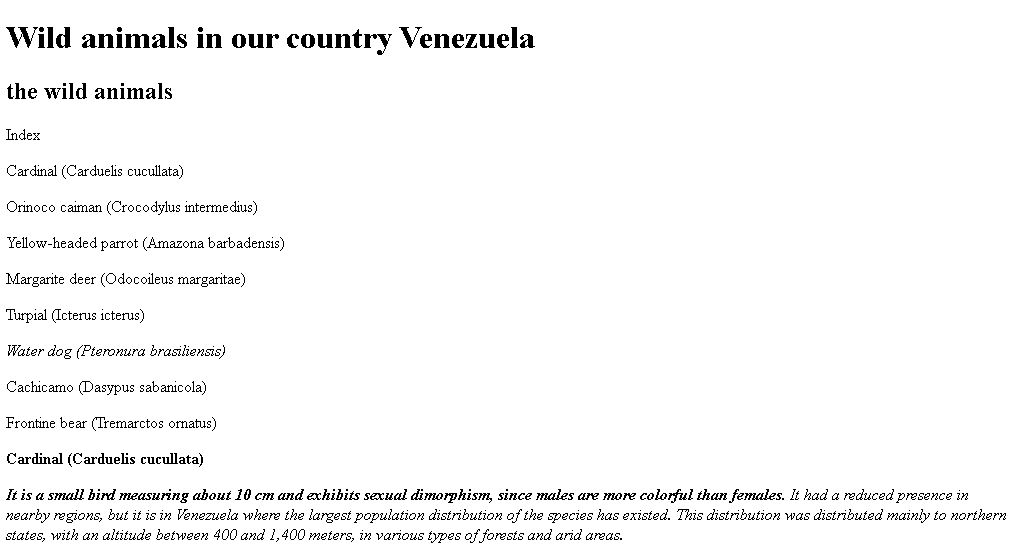 Wild animals in our country Venezuela
the wild animals
Index
Cardinal (Carduelis cucullata)
Orinoco caiman (Crocodylus intermedius)
Yellow-headed parrot (Amazona barbadensis)
Margarite deer (Odocoileus margaritae)
Turpial (Icterus icterus)
Water dog (Pteronura brasiliensis)
Cachicamo (Dasypus sabanicola)
Frontine bear (Tremarctos ornatus)
Cardinal (Carduelis cucullata)
It is a small bird measuring about 10 cm and exhibits sexual dimorphism, since males are more colorful than females. It had a reduced presence in
nearby regions, but it is in Venezuela where the largest population distribution of the species has existed. This distribution was distributed mainly to northern
states, with an altitude between 400 and 1,400 meters, in various types of forests and arid areas.